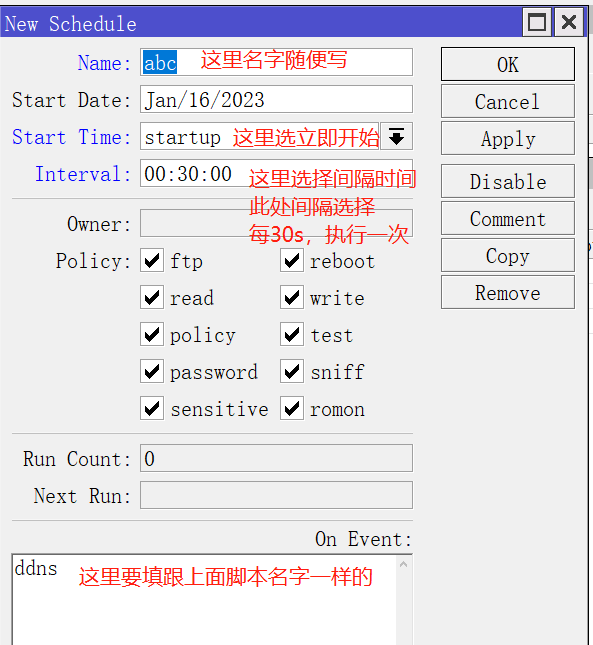 New Schedule
Name: abc 这里名字随便写
OK
Start Date: Jan/16/2023
Cancel
Start Time: startup 这里选立即开始
Apply
Interval: 00:30:00 这里选择间隔时间
此处间隔选择
每30s，执行一次
Disable
Owner:
Comment
Policy: ftp reboot
Copy
read write
Remove
policy test
password sniff
sensitive romon
Run Count: 0
Next Run:
On Event:
ddns 这里要填跟上面脚本名字一样的